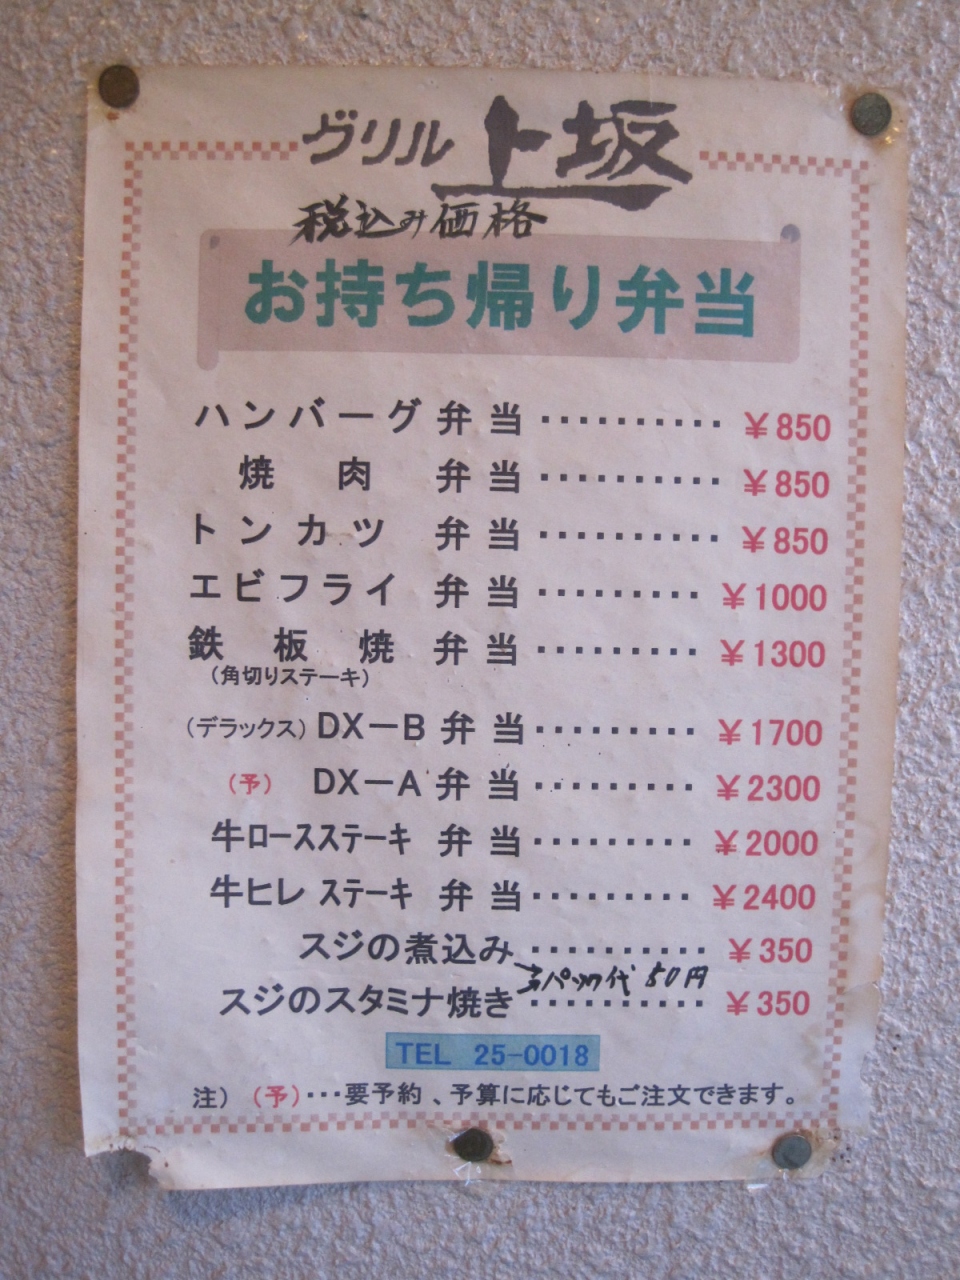 グリル 上坂
税込み価格
お持ち帰り弁当
ハンバーグ 弁当 ・・・・・・・・・・ ¥850
焼肉 弁当 ・・・・・・・・・・ ¥850
トンカツ 弁当 ・・・・・・・・・・ ¥850
エビフライ 弁当 ・・・・・・・・・ ¥1000
鉄板焼 弁当 ・・・・・・・・・ ¥1300
(角切りステーキ)
(デラックス) DX－B 弁当 ・・・・・・・・・ ¥1700
(予) DX－A 弁当 ・・・・・・・・・ ¥2300
牛ロースステーキ 弁当 ・・・・・・・・・ ¥2000
牛ヒレ ステーキ 弁当 ・・・・・・・・・ ¥2400
スジの煮込み ・・・・・・・・・・ ¥350
パック代 50円
スジのスタミナ焼き ・・・・・・・・・・ ¥350
TEL 25-0018
注) (予)・・・要予約 、予算に応じてもご注文できます。